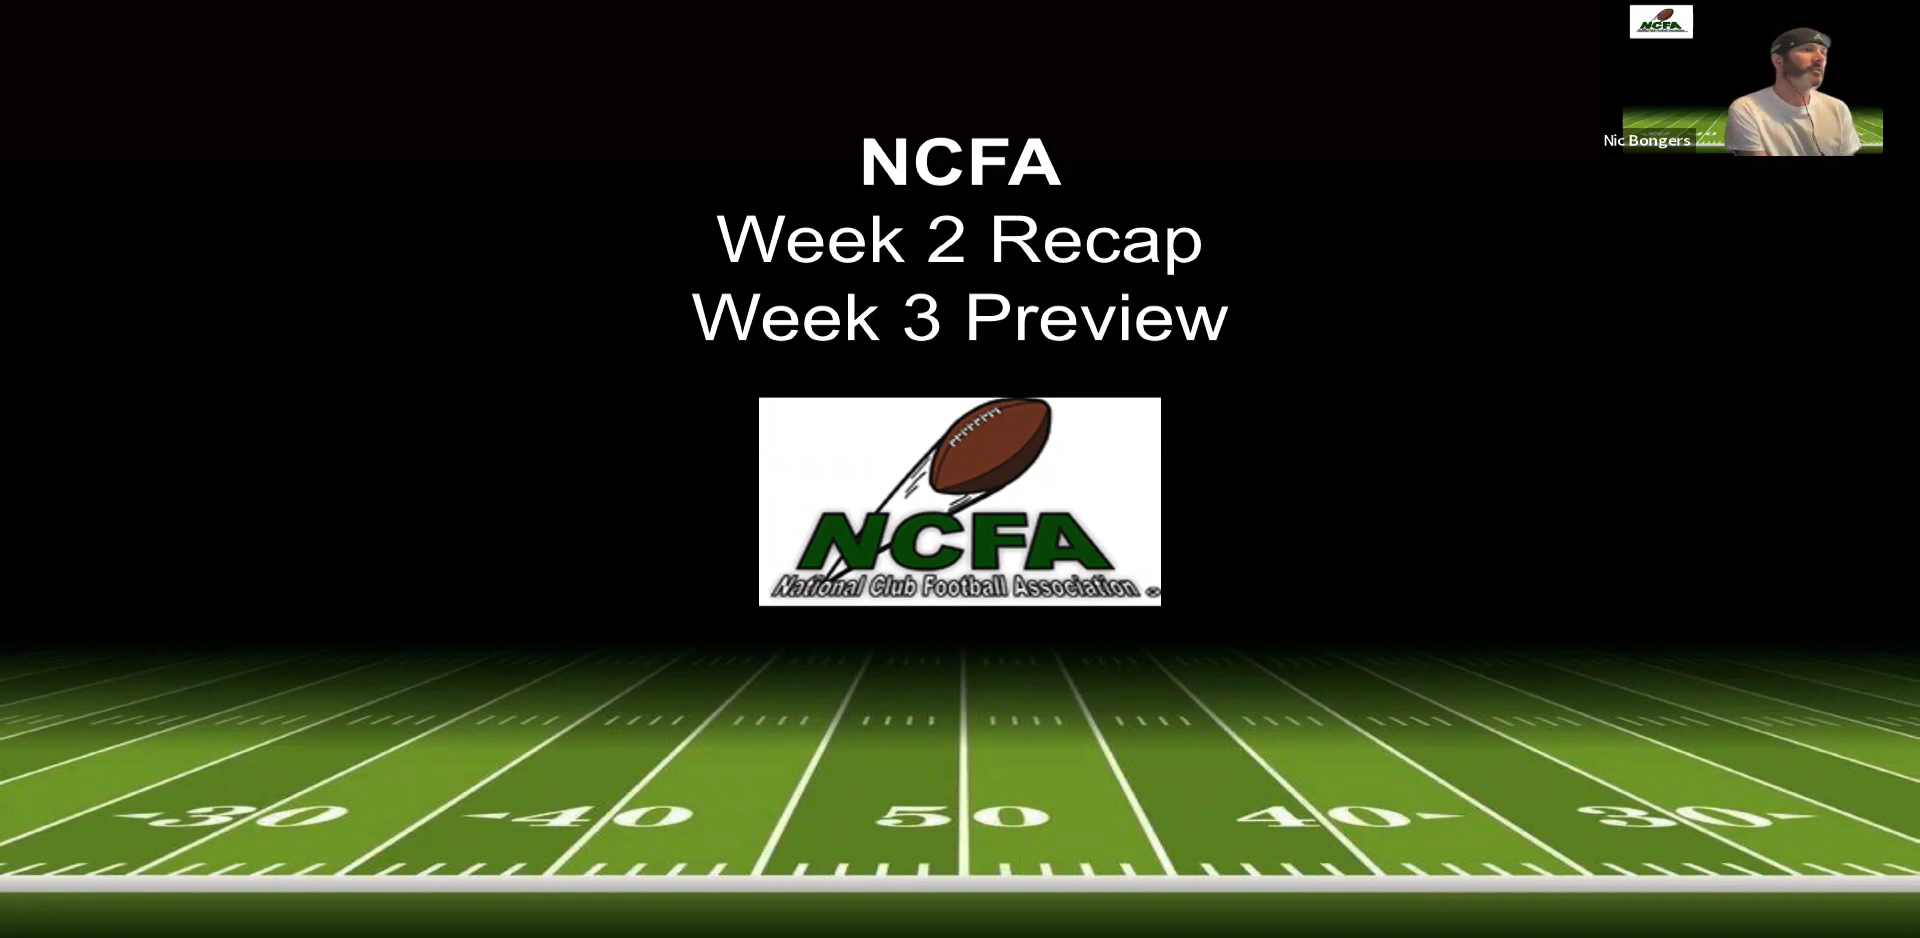 NCFA
Nic Bongers
NCFA
Week 2 Recap
Week 3 Preview
NCFA
National Club Football Association
30 40 50 40 30